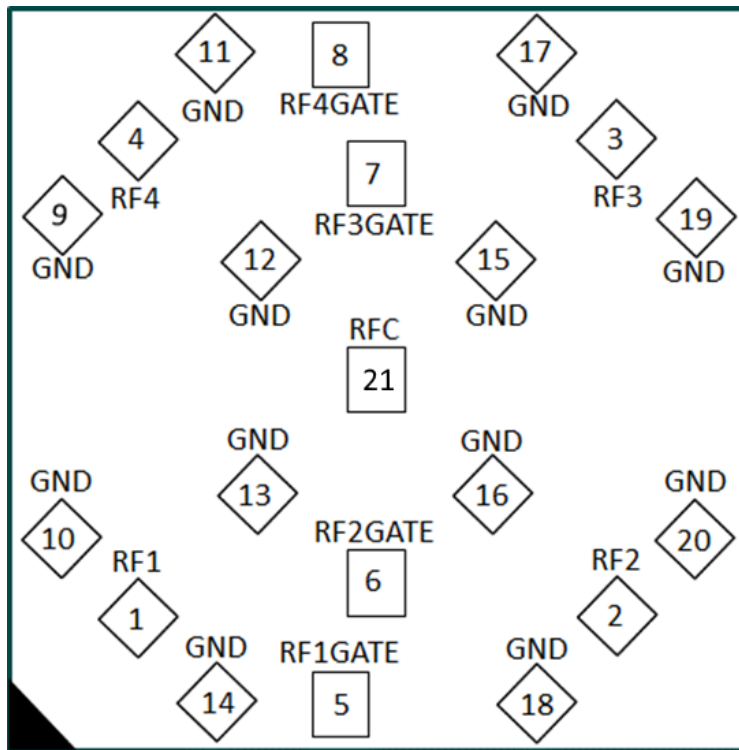 11
8
17
GND
RF4GATE
GND
4
3
7
RF4
RF3
9
RF3GATE
19
GND
12
15
GND
GND
GND
RFC
21
GND
GND
13
16
GND
GND
10
RF1
RF2GATE
RF2
20
6
1
2
GND
RF1GATE
GND
14
5
18